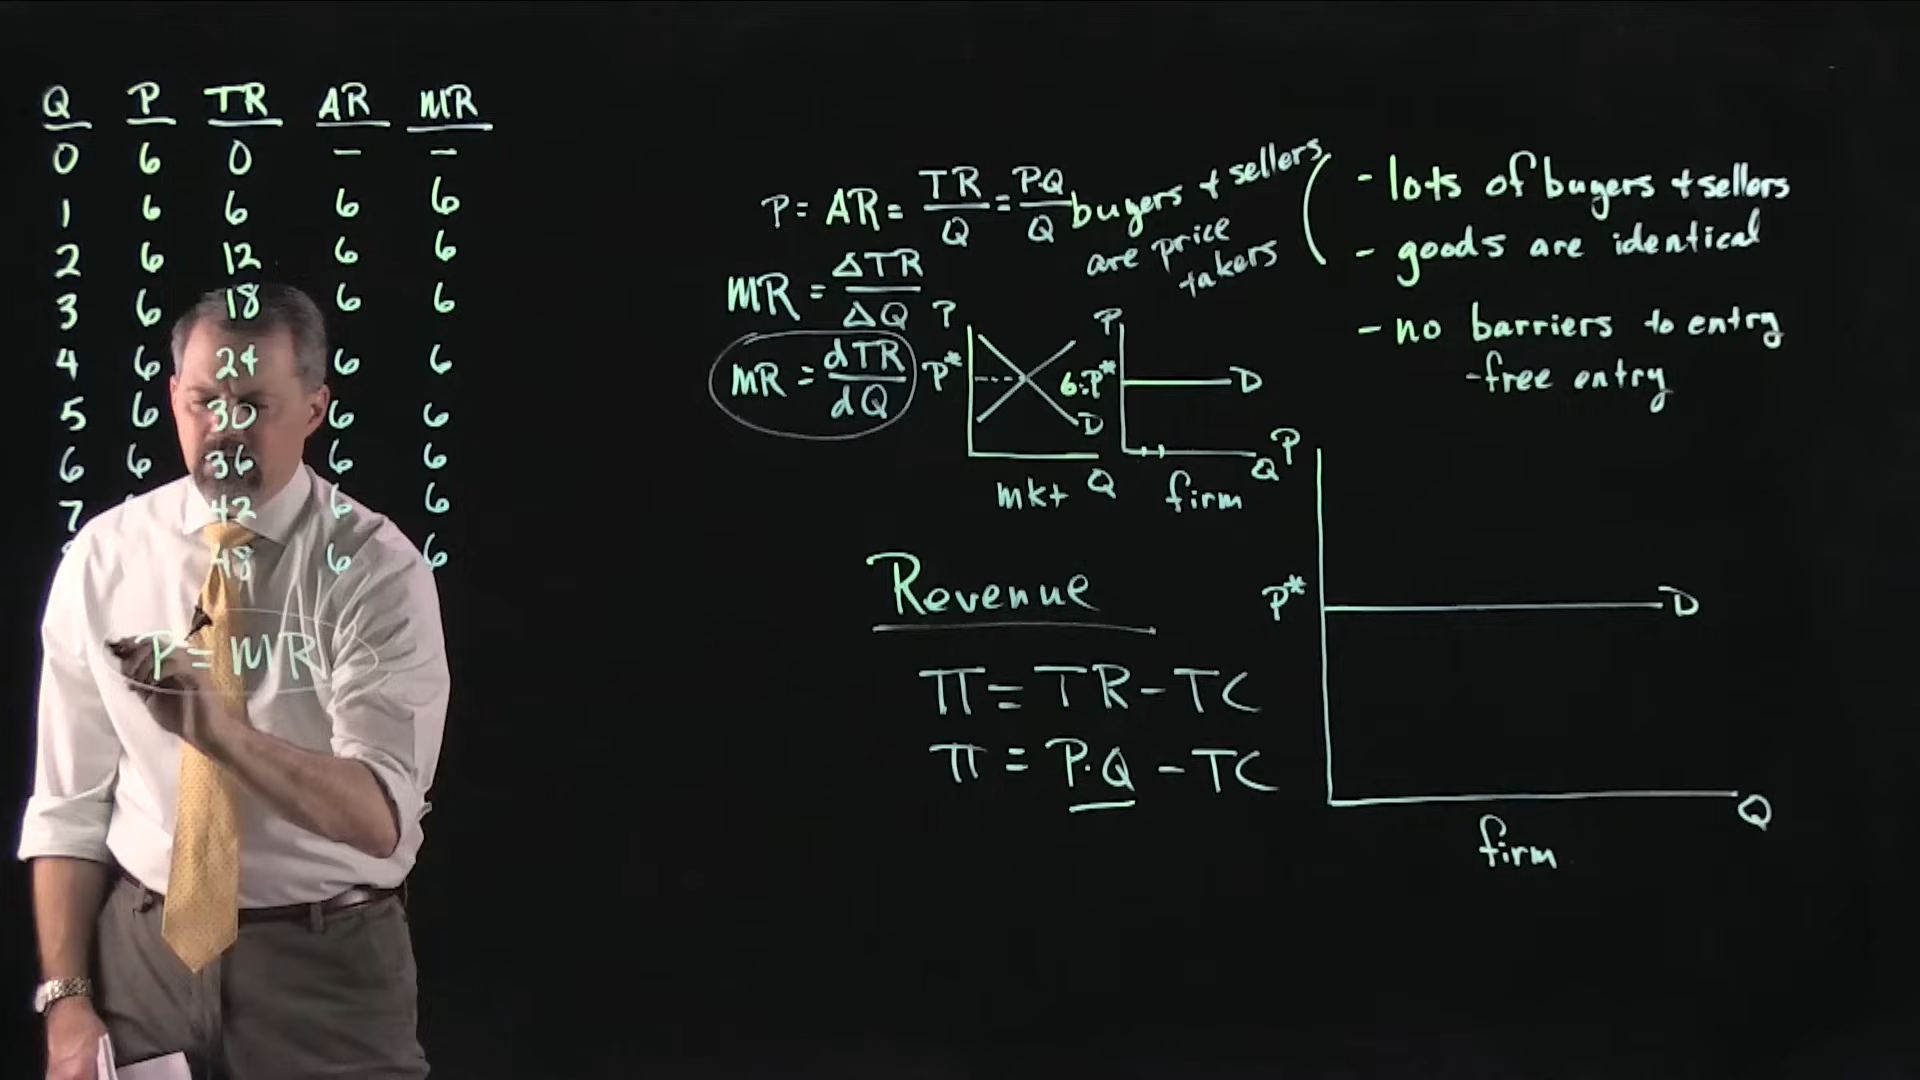 Q P TR AR MR
0 6 0 — —
1 6 6 6 6
2 6 12 6 6
3 6 18 6 6
4 6 24 6 6
5 6 30 6 6
6 6 36 6 6
7 42 6 6
48 6 6
P = MR
P = AR = TR/Q = PQ/Q
MR = ΔTR/ΔQ
MR = dTR/dQ
buyers + sellers
are price
takers
- lots of buyers + sellers
- goods are identical
- no barriers to entry
- free entry
P
P*
D
Q
mkt
P
6=P*
D
Q
firm
Revenue
π = TR - TC
π = P·Q - TC
P
P*
D
Q
firm